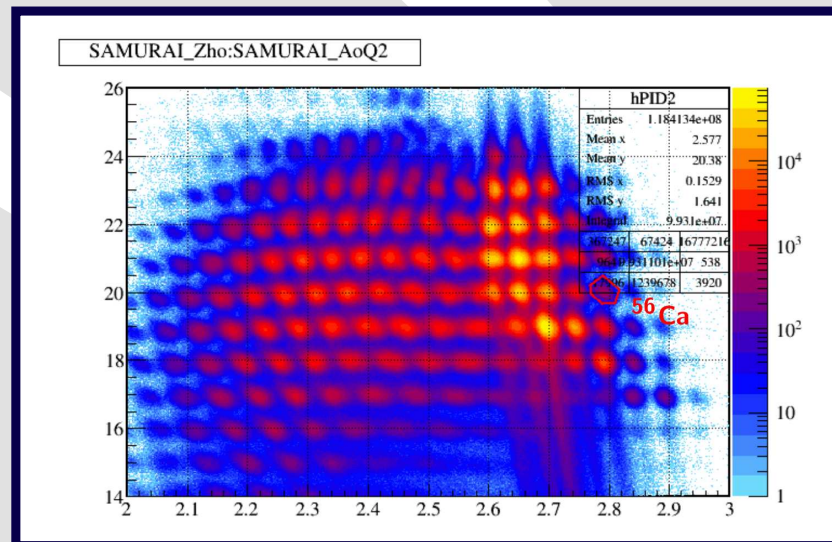 SAMURAI_Zho:SAMURAI_AoQ2
hPID2
Entries 1.184134e+08
Mean x 2.577
Mean y 20.38
RMS x 0.1529
RMS y 1.641
Integral 9.931e+07
367247 67424 16777216
538
1239678 3920
56Ca
26
24
22
20
18
16
14
2 2.1 2.2 2.3 2.4 2.5 2.6 2.7 2.8 2.9 3
10^4
10^3
10^2
10
1